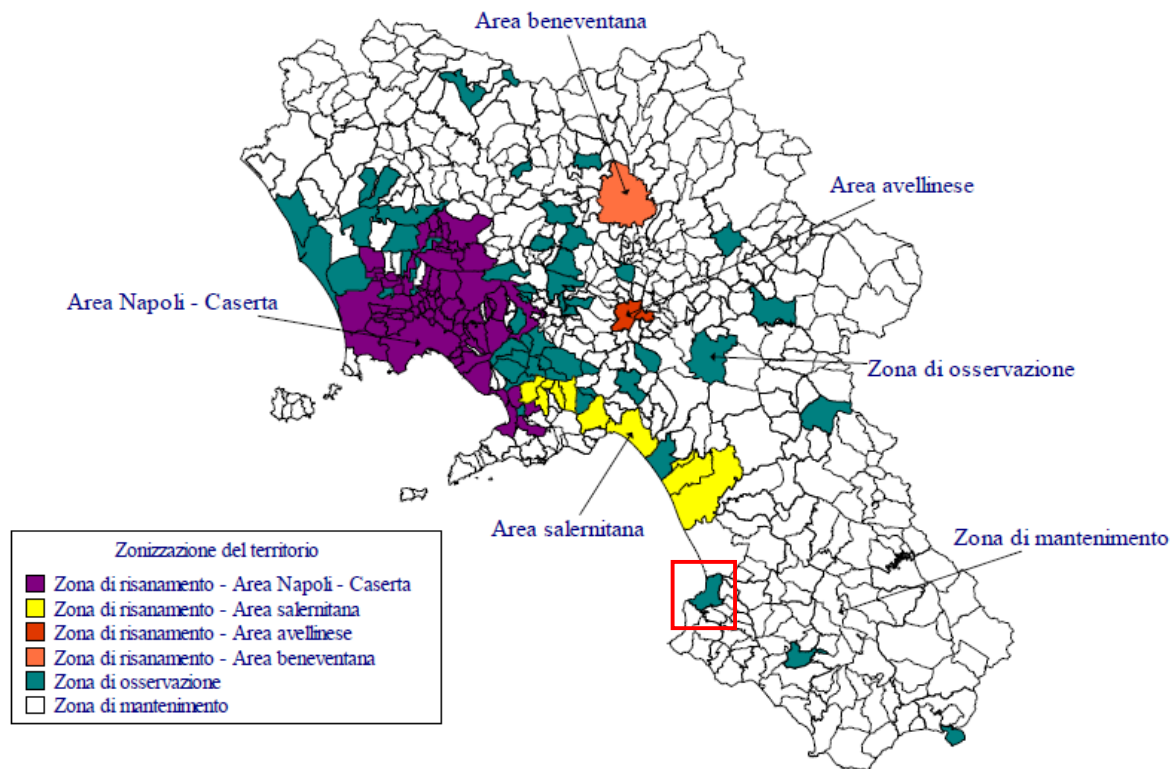 Area beneventana
Area avellinese
Area Napoli - Caserta
Zona di osservazione
Area salernitana
Zona di mantenimento
Zonizzazione del territorio
Zona di risanamento - Area Napoli - Caserta
Zona di risanamento - Area salernitana
Zona di risanamento - Area avellinese
Zona di risanamento - Area beneventana
Zona di osservazione
Zona di mantenimento